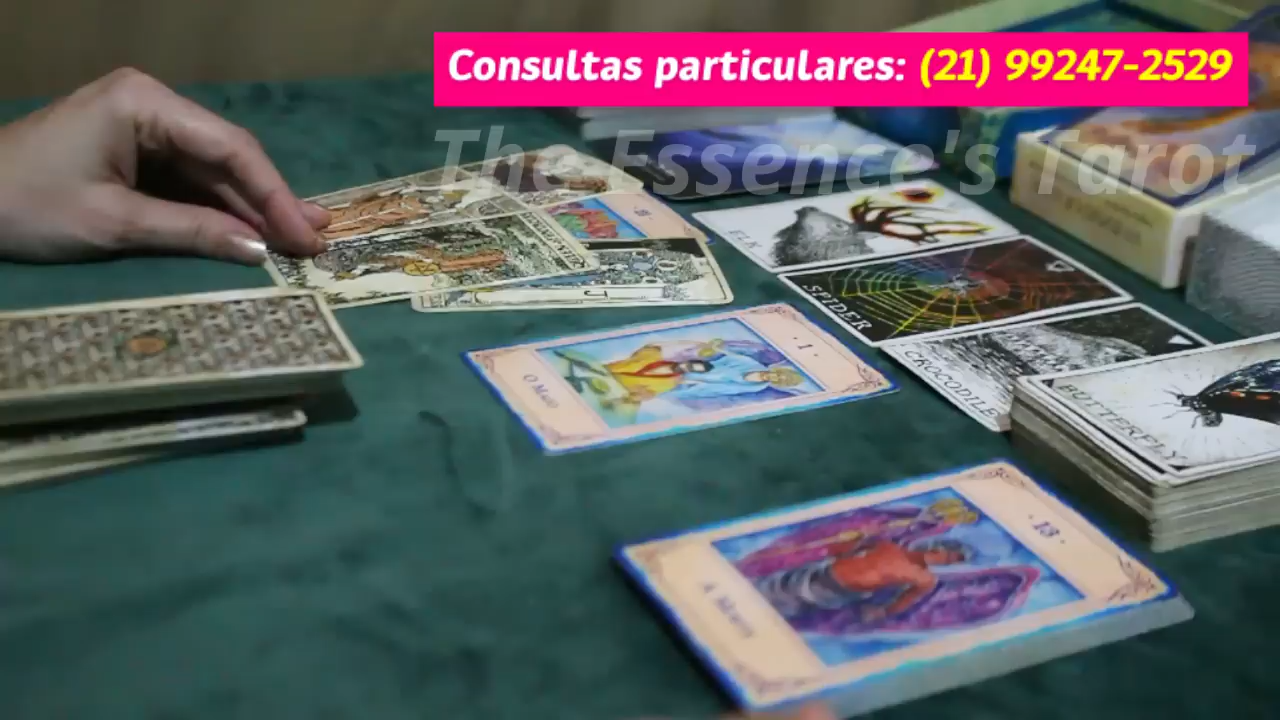 Consultas particulares: (21) 99247-2529
The Essence's Tarot
ELK
SPIDER
CROCODILE
BUTTERFLY
· 1 ·
O Mago
· 13 ·
A Morte